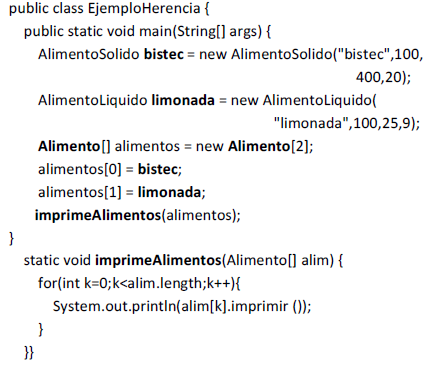 public class EjemploHerencia {
public static void main(String[] args) {
AlimentoSolido bistec = new AlimentoSolido("bistec",100,
400,20);
AlimentoLiquido limonada = new AlimentoLiquido(
"limonada",100,25,9);
Alimento[] alimentos = new Alimento[2];
alimentos[0] = bistec;
alimentos[1] = limonada;
imprimeAlimentos(alimentos);
}
static void imprimeAlimentos(Alimento[] alim) {
for(int k=0;k<alim.length;k++){
System.out.println(alim[k].imprimir ());
}
}}